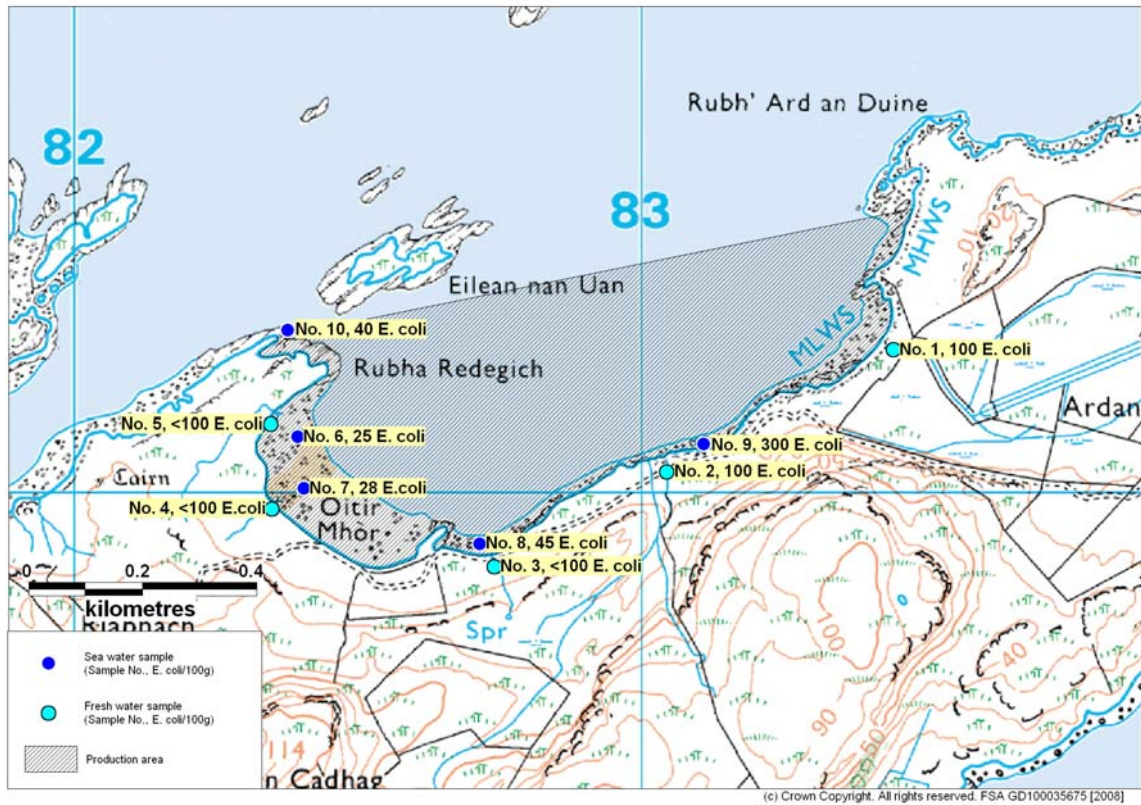 Rubh' Ard an Duine
82
83
MHWS
20
10
Eilean nan Uan
No. 10, 40 E. coli
Rubha Redegich
MLWS
No. 1, 100 E. coli
No. 5, <100 E. coli
No. 6, 25 E. coli
No. 9, 300 E. coli
Ardan
No. 2, 100 E. coli
50
Cairn
No. 7, 28 E.coli
No. 4, <100 E.coli
Oitir
Mhòr
No. 8, 45 E. coli
No. 3, <100 E. coli
0 0.2 0.4
kilometres
Spr
100
40
90
114
n Cadhag
Sea water sample
(Sample No., E. coli/100g)
Fresh water sample
(Sample No., E. coli/100g)
Production area
(c) Crown Copyright. All rights reserved. FSA GD100035675 [2008]